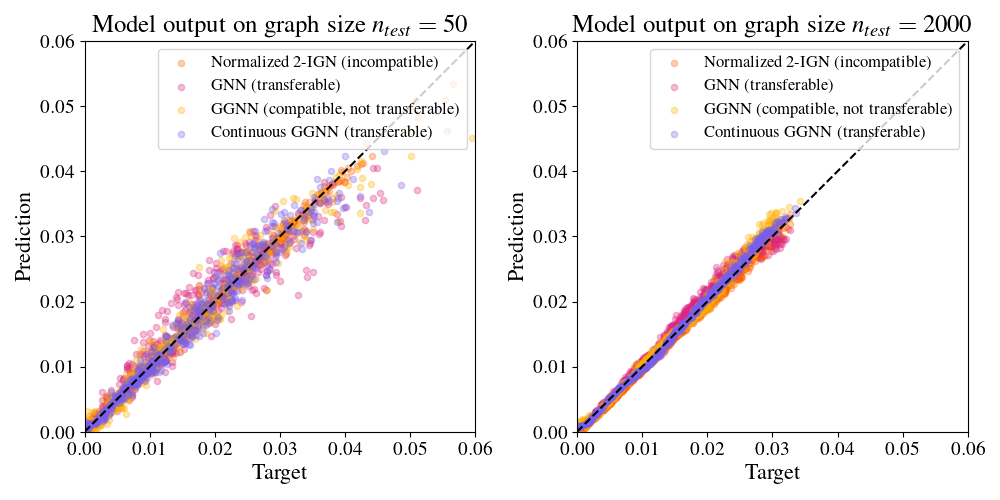 Model output on graph size n_test = 50
Normalized 2-IGN (incompatible)
GNN (transferable)
GGNN (compatible, not transferable)
Continuous GGNN (transferable)
0.06
0.05
0.04
0.03
0.02
0.01
0.00
Prediction
0.00 0.01 0.02 0.03 0.04 0.05 0.06
Target
Model output on graph size n_test = 2000
Normalized 2-IGN (incompatible)
GNN (transferable)
GGNN (compatible, not transferable)
Continuous GGNN (transferable)
0.06
0.05
0.04
0.03
0.02
0.01
0.00
Prediction
0.00 0.01 0.02 0.03 0.04 0.05 0.06
Target